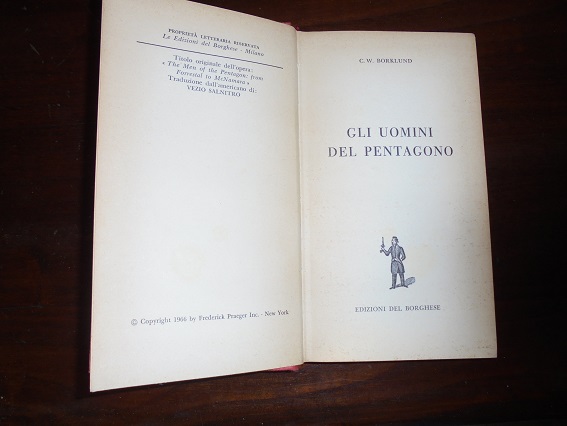 PROPRIETÀ LETTERARIA RISERVATA
Le Edizioni del Borghese - Milano
Titolo originale dell'opera:
« The Men of the Pentagon: from
Forrestal to McNamara »
Traduzione dall'americano di:
VEZIO SALNITRO
© Copyright 1966 by Frederick Praeger Inc. - New York
C. W. BORKLUND
GLI UOMINI
DEL PENTAGONO
EDIZIONI DEL BORGHESE